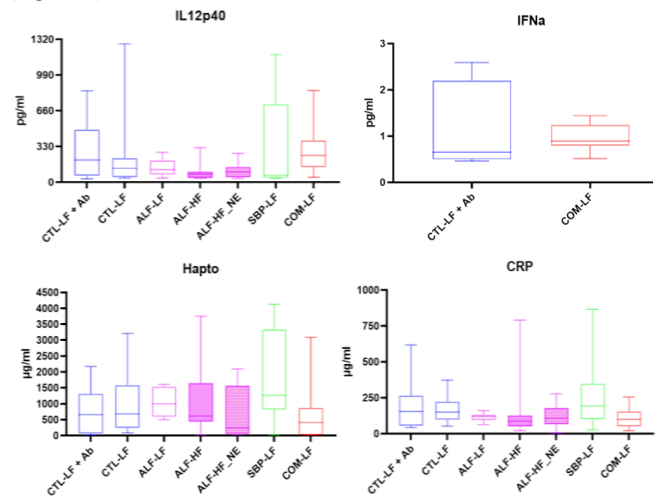 IL12p40
pg/ml
1320
990
660
330
0
CTL-LF + Ab
CTL-LF
ALF-LF
ALF-HF
ALF-HF_NE
SBP-LF
COM-LF
IFNa
pg/ml
3
2
1
0
CTL-LF + Ab
COM-LF
Hapto
µg/ml
4500
4000
3500
3000
2500
2000
1500
1000
500
0
CTL-LF + Ab
CTL-LF
ALF-LF
ALF-HF
ALF-HF_NE
SBP-LF
COM-LF
CRP
µg/ml
1000
750
500
250
0
CTL-LF + Ab
CTL-LF
ALF-LF
ALF-HF
ALF-HF_NE
SBP-LF
COM-LF